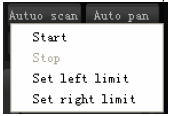 Autuo scan Auto pan
Start
Stop
Set left limit
Set right limit